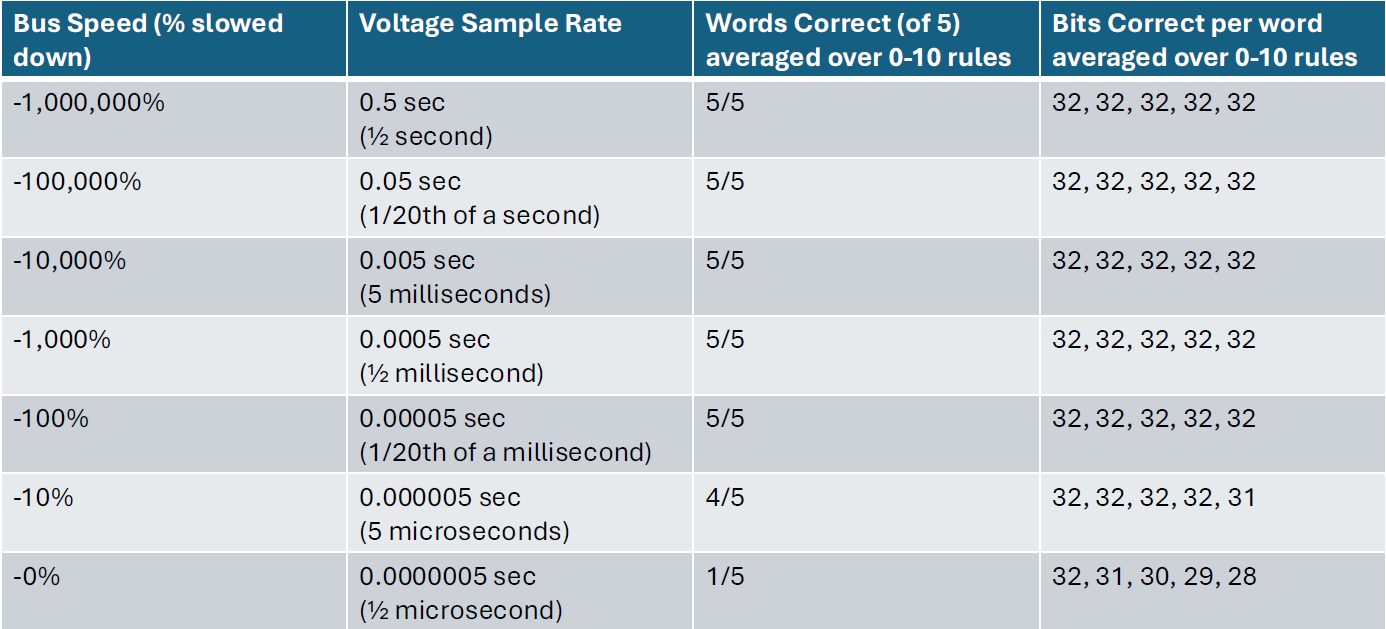 Bus Speed (% slowed down) Voltage Sample Rate Words Correct (of 5) averaged over 0-10 rules Bits Correct per word averaged over 0-10 rules
-1,000,000% 0.5 sec (½ second) 5/5 32, 32, 32, 32, 32
-100,000% 0.05 sec (1/20th of a second) 5/5 32, 32, 32, 32, 32
-10,000% 0.005 sec (5 milliseconds) 5/5 32, 32, 32, 32, 32
-1,000% 0.0005 sec (½ millisecond) 5/5 32, 32, 32, 32, 32
-100% 0.00005 sec (1/20th of a millisecond) 5/5 32, 32, 32, 32, 32
-10% 0.000005 sec (5 microseconds) 4/5 32, 32, 32, 32, 31
-0% 0.0000005 sec (½ microsecond) 1/5 32, 31, 30, 29, 28